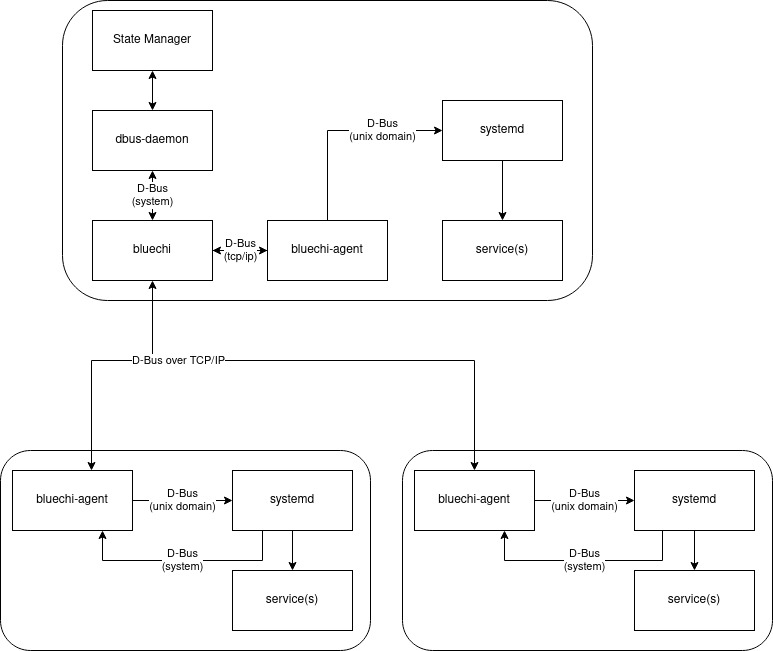 State Manager
dbus-daemon
D-Bus
(system)
bluechi
D-Bus
(tcp/ip)
bluechi-agent
D-Bus
(unix domain)
systemd
service(s)
D-Bus over TCP/IP
bluechi-agent
D-Bus
(unix domain)
systemd
D-Bus
(system)
service(s)
bluechi-agent
D-Bus
(unix domain)
systemd
D-Bus
(system)
service(s)